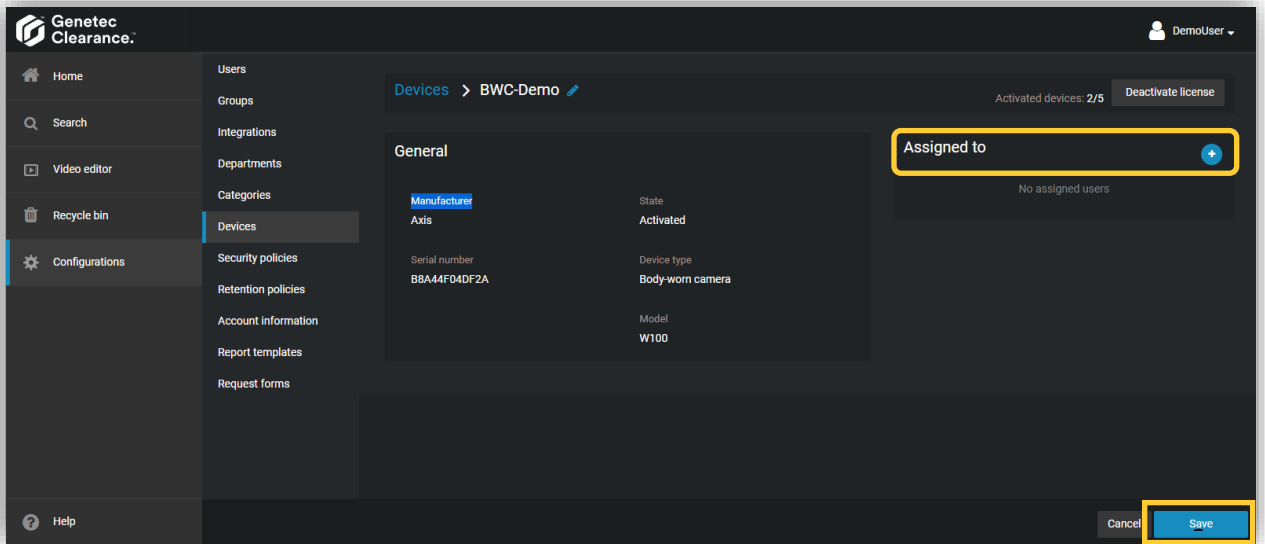 Genetec
Clearance.™
DemoUser
Home
Search
Video editor
Recycle bin
Configurations
Help
Users
Groups
Integrations
Departments
Categories
Devices
Security policies
Retention policies
Account information
Report templates
Request forms
Devices > BWC-Demo
Activated devices: 2/5
Deactivate license
General
Manufacturer
Axis
State
Activated
Serial number
B8A44F04DF2A
Device type
Body-worn camera
Model
W100
Assigned to
No assigned users
Cancel
Save